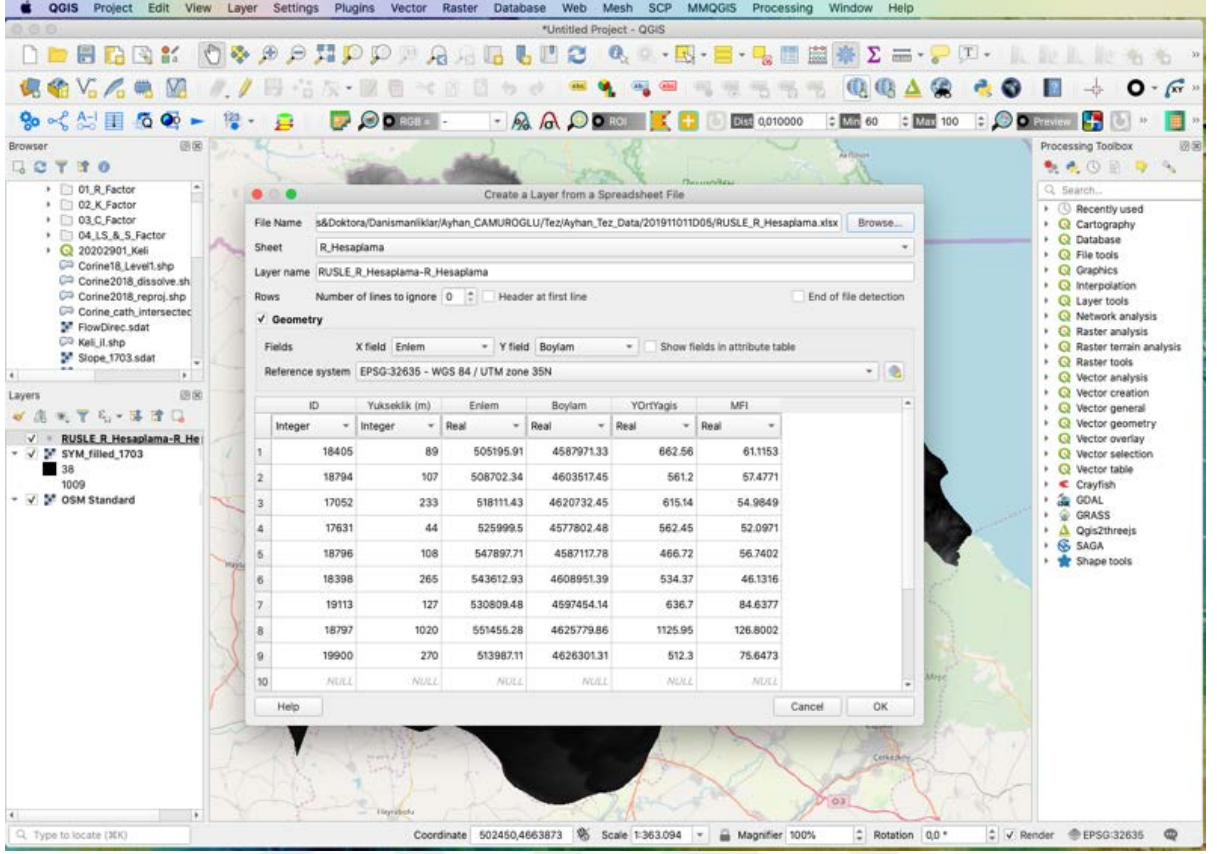 QGIS Project Edit View Layer Settings Plugins Vector Raster Database Web Mesh SCP MMQGIS Processing Window Help
*Untitled Project - QGIS
RGB = - ROI Dist 0,010000 Min 60 Max 100 Preview
Browser
01_R_Factor
02_K_Factor
03_C_Factor
04_LS_&_S_Factor
20202901_Keli
Corine18_Level1.shp
Corine2018_dissolve.sh
Corine2018_reproj.shp
Corine_cath_intersected
FlowDirec.sdat
Keli_il.shp
Slope_1703.sdat
Layers
RUSLE_R_Hesaplama-R_He
SYM_filled_1703
38
1009
OSM Standard
Create a Layer from a Spreadsheet File
File Name s&Doktora/Danismanliklar/Ayhan_CAMUROGLU/Tez/Ayhan_Tez_Data/201911011D05/RUSLE_R_Hesaplama.xlsx Browse...
Sheet R_Hesaplama
Layer name RUSLE_R_Hesaplama-R_Hesaplama
Rows Number of lines to ignore 0 Header at first line End of file detection
Geometry
Fields X field Enlem Y field Boylam Show fields in attribute table
Reference system EPSG:32635 - WGS 84 / UTM zone 35N
ID Yukseklik (m) Enlem Boylam YOrtYagis MFI
Integer Integer Real Real Real Real
1 18405 89 505195.91 4587971.33 662.56 61.1153
2 18794 107 508702.34 4603517.45 561.2 57.4771
3 17052 233 518111.43 4620732.45 615.14 54.9849
4 17631 44 525999.5 4577802.48 562.45 52.0971
5 18796 108 547897.71 4587117.78 466.72 56.7402
6 18398 265 543612.93 4608951.39 534.37 46.1316
7 19113 127 530809.48 4597454.14 636.7 84.6377
8 18797 1020 551455.28 4625779.86 1125.95 126.8002
9 19900 270 513987.11 4626301.31 512.3 75.6473
10 NULL NULL NULL NULL NULL NULL
Help Cancel OK
Hayrabolu
O3
Processing Toolbox
Search...
Recently used
Cartography
Database
File tools
Graphics
Interpolation
Layer tools
Network analysis
Raster analysis
Raster terrain analysis
Raster tools
Vector analysis
Vector creation
Vector general
Vector geometry
Vector overlay
Vector selection
Vector table
Crayfish
GDAL
GRASS
Qgis2threejs
SAGA
Shape tools
Type to locate (⌘K) Coordinate 502450,4663873 Scale 1:363.094 Magnifier 100% Rotation 0,0 ° Render EPSG:32635